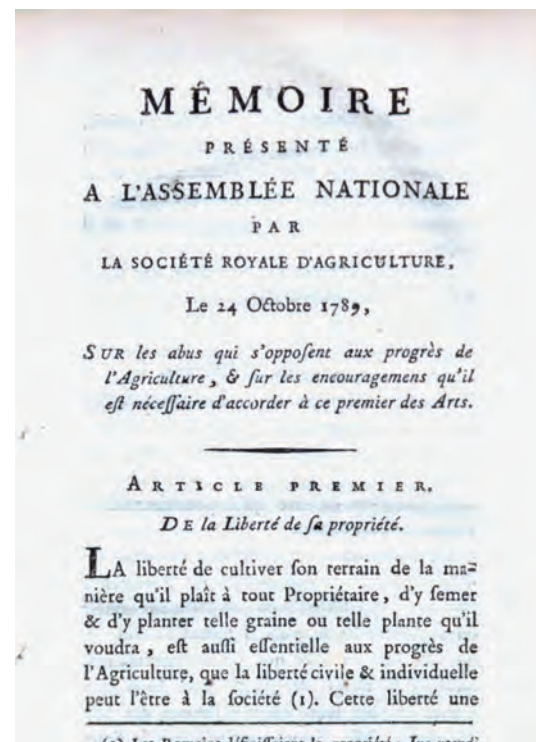 MÉMOIRE
PRÉSENTÉ
A L'ASSEMBLÉE NATIONALE
PAR
LA SOCIÉTÉ ROYALE D'AGRICULTURE,
Le 24 Octobre 1789,
SUR les abus qui s'opposent aux progrès de
l'Agriculture, & ſur les encouragemens qu'il
eſt néceſſaire d'accorder à ce premier des Arts.
ARTICLE PREMIER.
DE la Liberté de ſa propriété.
LA liberté de cultiver ſon terrain de la ma=
nière qu'il plaît à tout Propriétaire, d'y ſemer
& d'y planter telle graine ou telle plante qu'il
voudra, eſt auſſi eſſentielle aux progrès de
l'Agriculture, que la liberté civile & individuelle
peut l'être à la ſociété (1). Cette liberté une